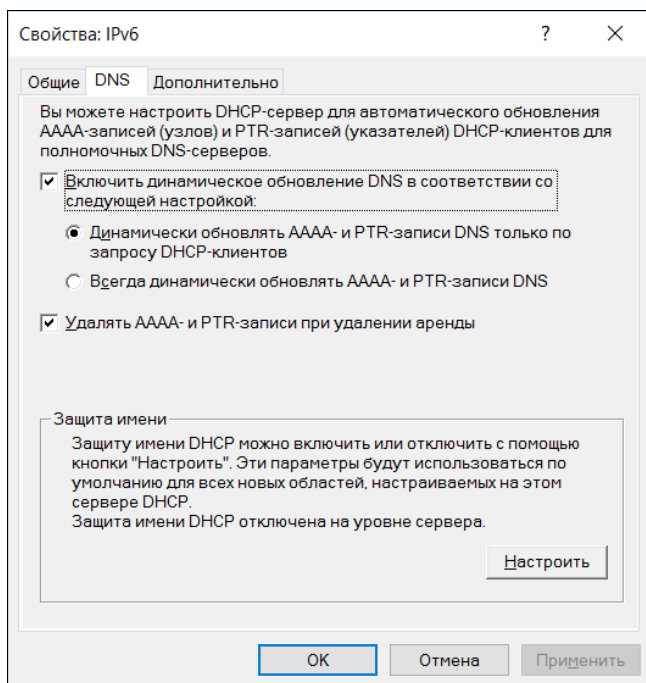 Свойства: IPv6
?
Общие DNS Дополнительно
Вы можете настроить DHCP-сервер для автоматического обновления
AAAA-записей (узлов) и PTR-записей (указателей) DHCP-клиентов для
полномочных DNS-серверов.
Включить динамическое обновление DNS в соответствии со
следующей настройкой:
Динамически обновлять AAAA- и PTR-записи DNS только по
запросу DHCP-клиентов
Всегда динамически обновлять AAAA- и PTR-записи DNS
Удалять AAAA- и PTR-записи при удалении аренды
Защита имени
Защиту имени DHCP можно включить или отключить с помощью
кнопки "Настроить". Эти параметры будут использоваться по
умолчанию для всех новых областей, настраиваемых на этом
сервере DHCP.
Защита имени DHCP отключена на уровне сервера.
Настроить
OK Отмена Применить